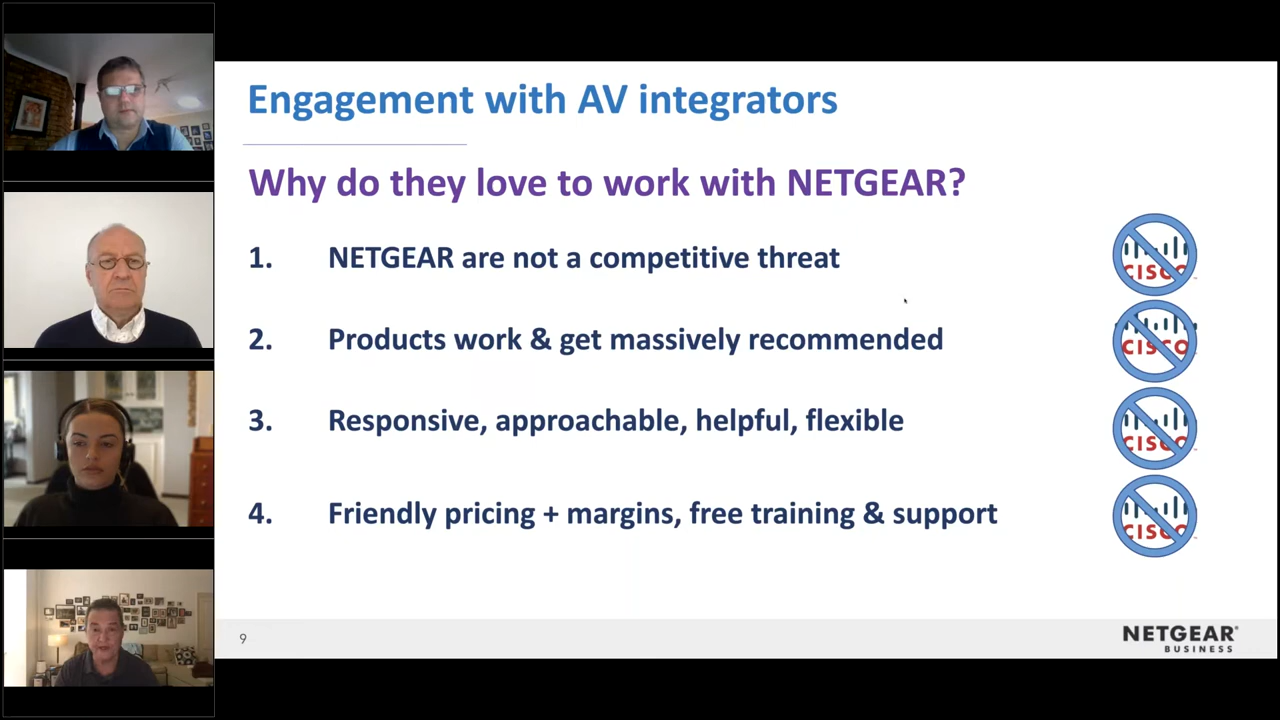 Engagement with AV integrators
Why do they love to work with NETGEAR?
1. NETGEAR are not a competitive threat
CISCO
2. Products work & get massively recommended
CISCO
3. Responsive, approachable, helpful, flexible
CISCO
4. Friendly pricing + margins, free training & support
CISCO
9
NETGEAR®
BUSINESS